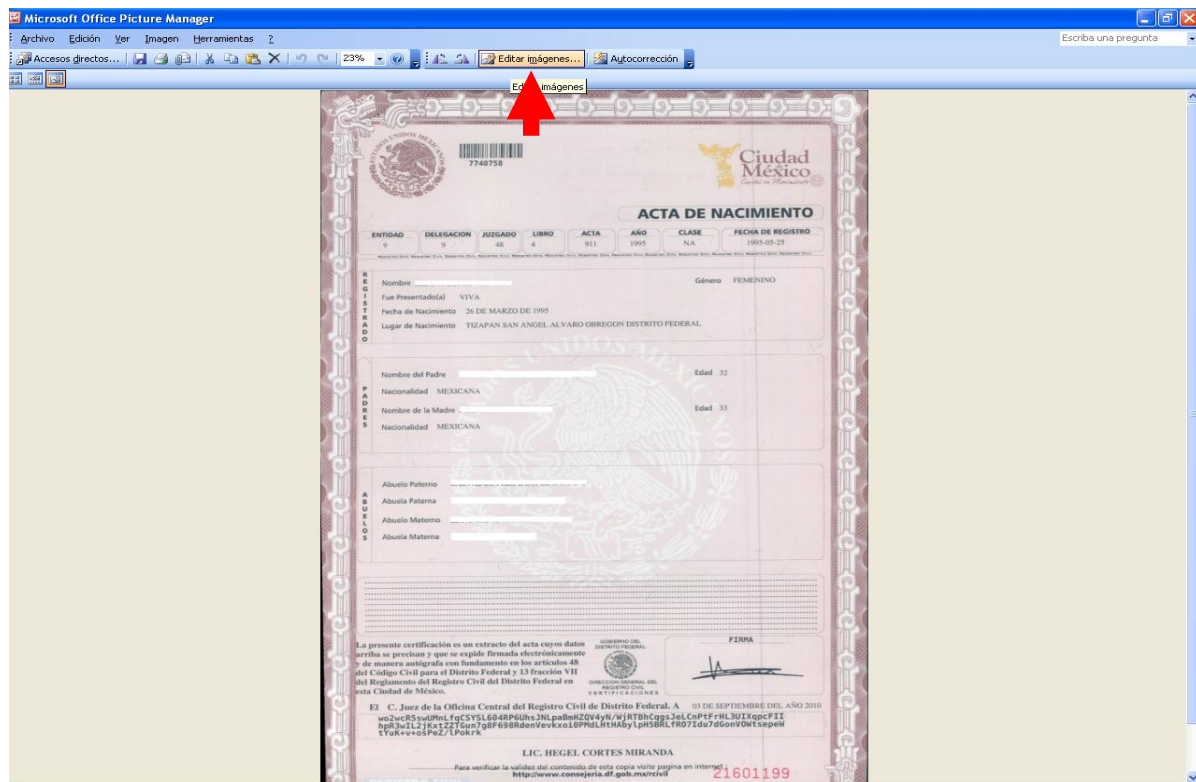 Microsoft Office Picture Manager
Archivo Edición Ver Imagen Herramientas ?
Escriba una pregunta
Accesos directos... 23% Editar imágenes... Autocorrección
Ed imágenes
UNIDOS MEXICANOS
7740758
Ciudad
de
México
Capital en Movimiento
ACTA DE NACIMIENTO
ENTIDAD DELEGACION JUZGADO LIBRO ACTA AÑO CLASE FECHA DE REGISTRO
9 9 48 4 911 1995 NA 1995-05-25
REGISTRADO
Nombre Género FEMENINO
Fue Presentado(a) VIVA
Fecha de Nacimiento 26 DE MARZO DE 1995
Lugar de Nacimiento TIZAPAN SAN ANGEL ALVARO OBREGON DISTRITO FEDERAL
PADRES
Nombre del Padre Edad 32
Nacionalidad MEXICANA
Nombre de la Madre Edad 33
Nacionalidad MEXICANA
ABUELOS
Abuelo Paterno
Abuela Paterna
Abuelo Materno
Abuela Materna
La presente certificación es un extracto del acta cuyos datos
arriba se precisan y que se expide firmada electrónicamente
y de manera autógrafa con fundamento en los artículos 48
del Código Civil para el Distrito Federal y 13 fracción VII
del Reglamento del Registro Civil del Distrito Federal en
esta Ciudad de México.
GOBIERNO DEL
DISTRITO FEDERAL
DIRECCION GENERAL DEL
REGISTRO CIVIL
CERTIFICACIONES
FIRMA
El C. Juez de la Oficina Central del Registro Civil de Distrito Federal. A 03 DE SEPTIEMBRE DEL AÑO 2010
LIC. HEGEL CORTES MIRANDA
Para verificar la validez del contenido de esta copia visite pagina en internet:
http://www.consejeria.df.gob.mx/rcivil
21601199